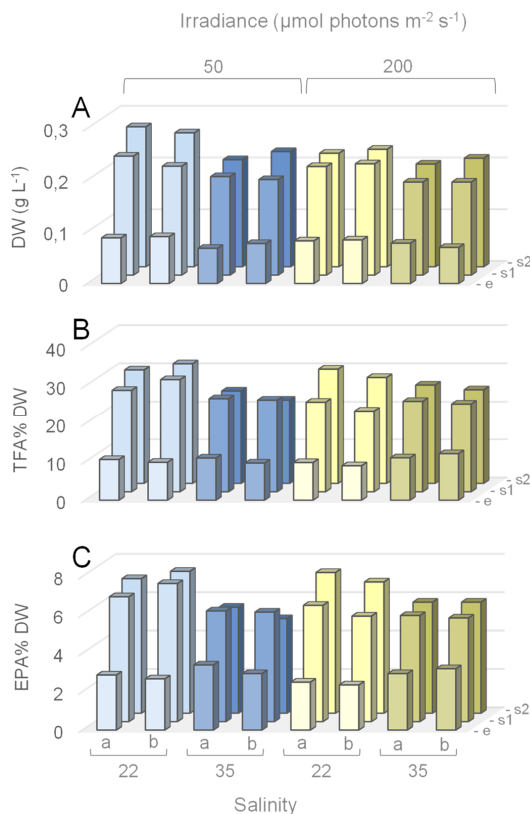 Irradiance (µmol photons m-2 s-1)
50 200
A
0,3
0,2
0,1
0
DW (g L-1)
- s2
- s1
- e
B
40
30
20
10
0
TFA% DW
- s2
- s1
- e
C
8
6
4
2
0
EPA% DW
- s2
- s1
- e
a b a b a b a b
22 35 22 35
Salinity